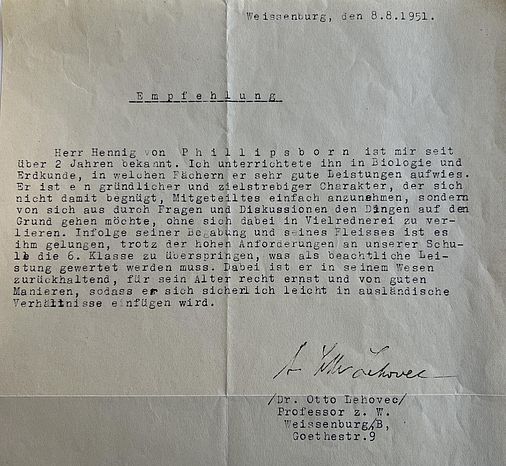 Weissenburg, den 8.8.1951.
E m p f e h l u n g
Herr Hennig von P h i l l i p s b o r n ist mir seit
über 2 Jahren bekannt. Ich unterrichtete ihn in Biologie und
Erdkunde, in welchen Fächern er sehr gute Leistungen aufwies.
Er ist e n gründlicher und zielstrebiger Charakter, der sich
nicht damit begnügt, Mitgeteiltes einfach anzunehmen, sondern
von sich aus durch Fragen und Diskussionen den Dingen auf den
Grund gehen möchte, ohne sich dabei in Vielrednerei zu ver-
lieren. Infolge seiner Begabung und seines Fleisses ist es
ihm gelungen, trotz der hohen Anforderungen an unserer Schu-
le die 6. Klasse zu überspringen, was als beachtliche Lei-
stung gewertet werden muss. Dabei ist er in seinem Wesen
zurückhaltend, für sein Alter recht ernst und von guten
Manieren, sodass er sich sicherlich leicht in ausländische
Verhältnisse einfügen wird.
Otto Lehovec
/Dr. Otto Lehovec/
Professor z. W.
Weissenburg/B,
Goethestr.9